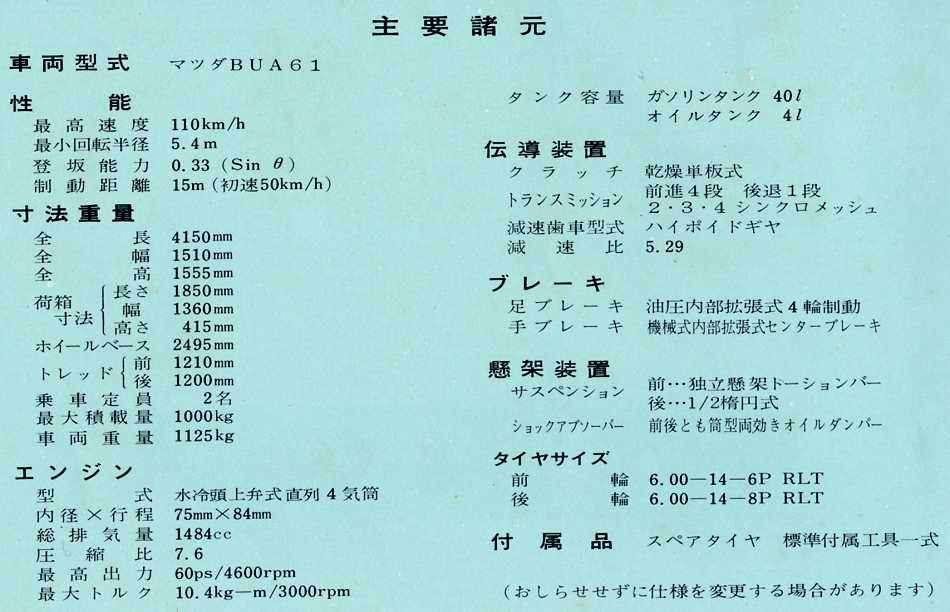 主要諸元
車両型式 マツダBUA61
性能
最高速度 110km/h
最小回転半径 5.4m
登坂能力 0.33 (Sin θ)
制動距離 15m (初速50km/h)
寸法重量
全長 4150mm
全幅 1510mm
全高 1555mm
荷箱寸法 長さ 1850mm
幅 1360mm
高さ 415mm
ホイールベース 2495mm
トレッド 前 1210mm
後 1200mm
乗車定員 2名
最大積載量 1000kg
車両重量 1125kg
エンジン
型式 水冷頭上弁式直列4気筒
内径×行程 75mm×84mm
総排気量 1484cc
圧縮比 7.6
最高出力 60ps/4600rpm
最大トルク 10.4kg—m/3000rpm
タンク容量 ガソリンタンク 40l
オイルタンク 4l
伝導装置
クラッチ 乾燥単板式
トランスミッション 前進4段 後退1段
2・3・4シンクロメッシュ
減速歯車型式 ハイポイドギヤ
減速比 5.29
ブレーキ
足ブレーキ 油圧内部拡張式4輪制動
手ブレーキ 機械式内部拡張式センターブレーキ
懸架装置
サスペンション 前…独立懸架トーションバー
後…1/2楕円式
ショックアブソーバー 前後とも筒型両効きオイルダンパー
タイヤサイズ
前輪 6.00—14—6P RLT
後輪 6.00—14—8P RLT
付属品 スペアタイヤ 標準付属工具一式
(おしらせせずに仕様を変更する場合があります)